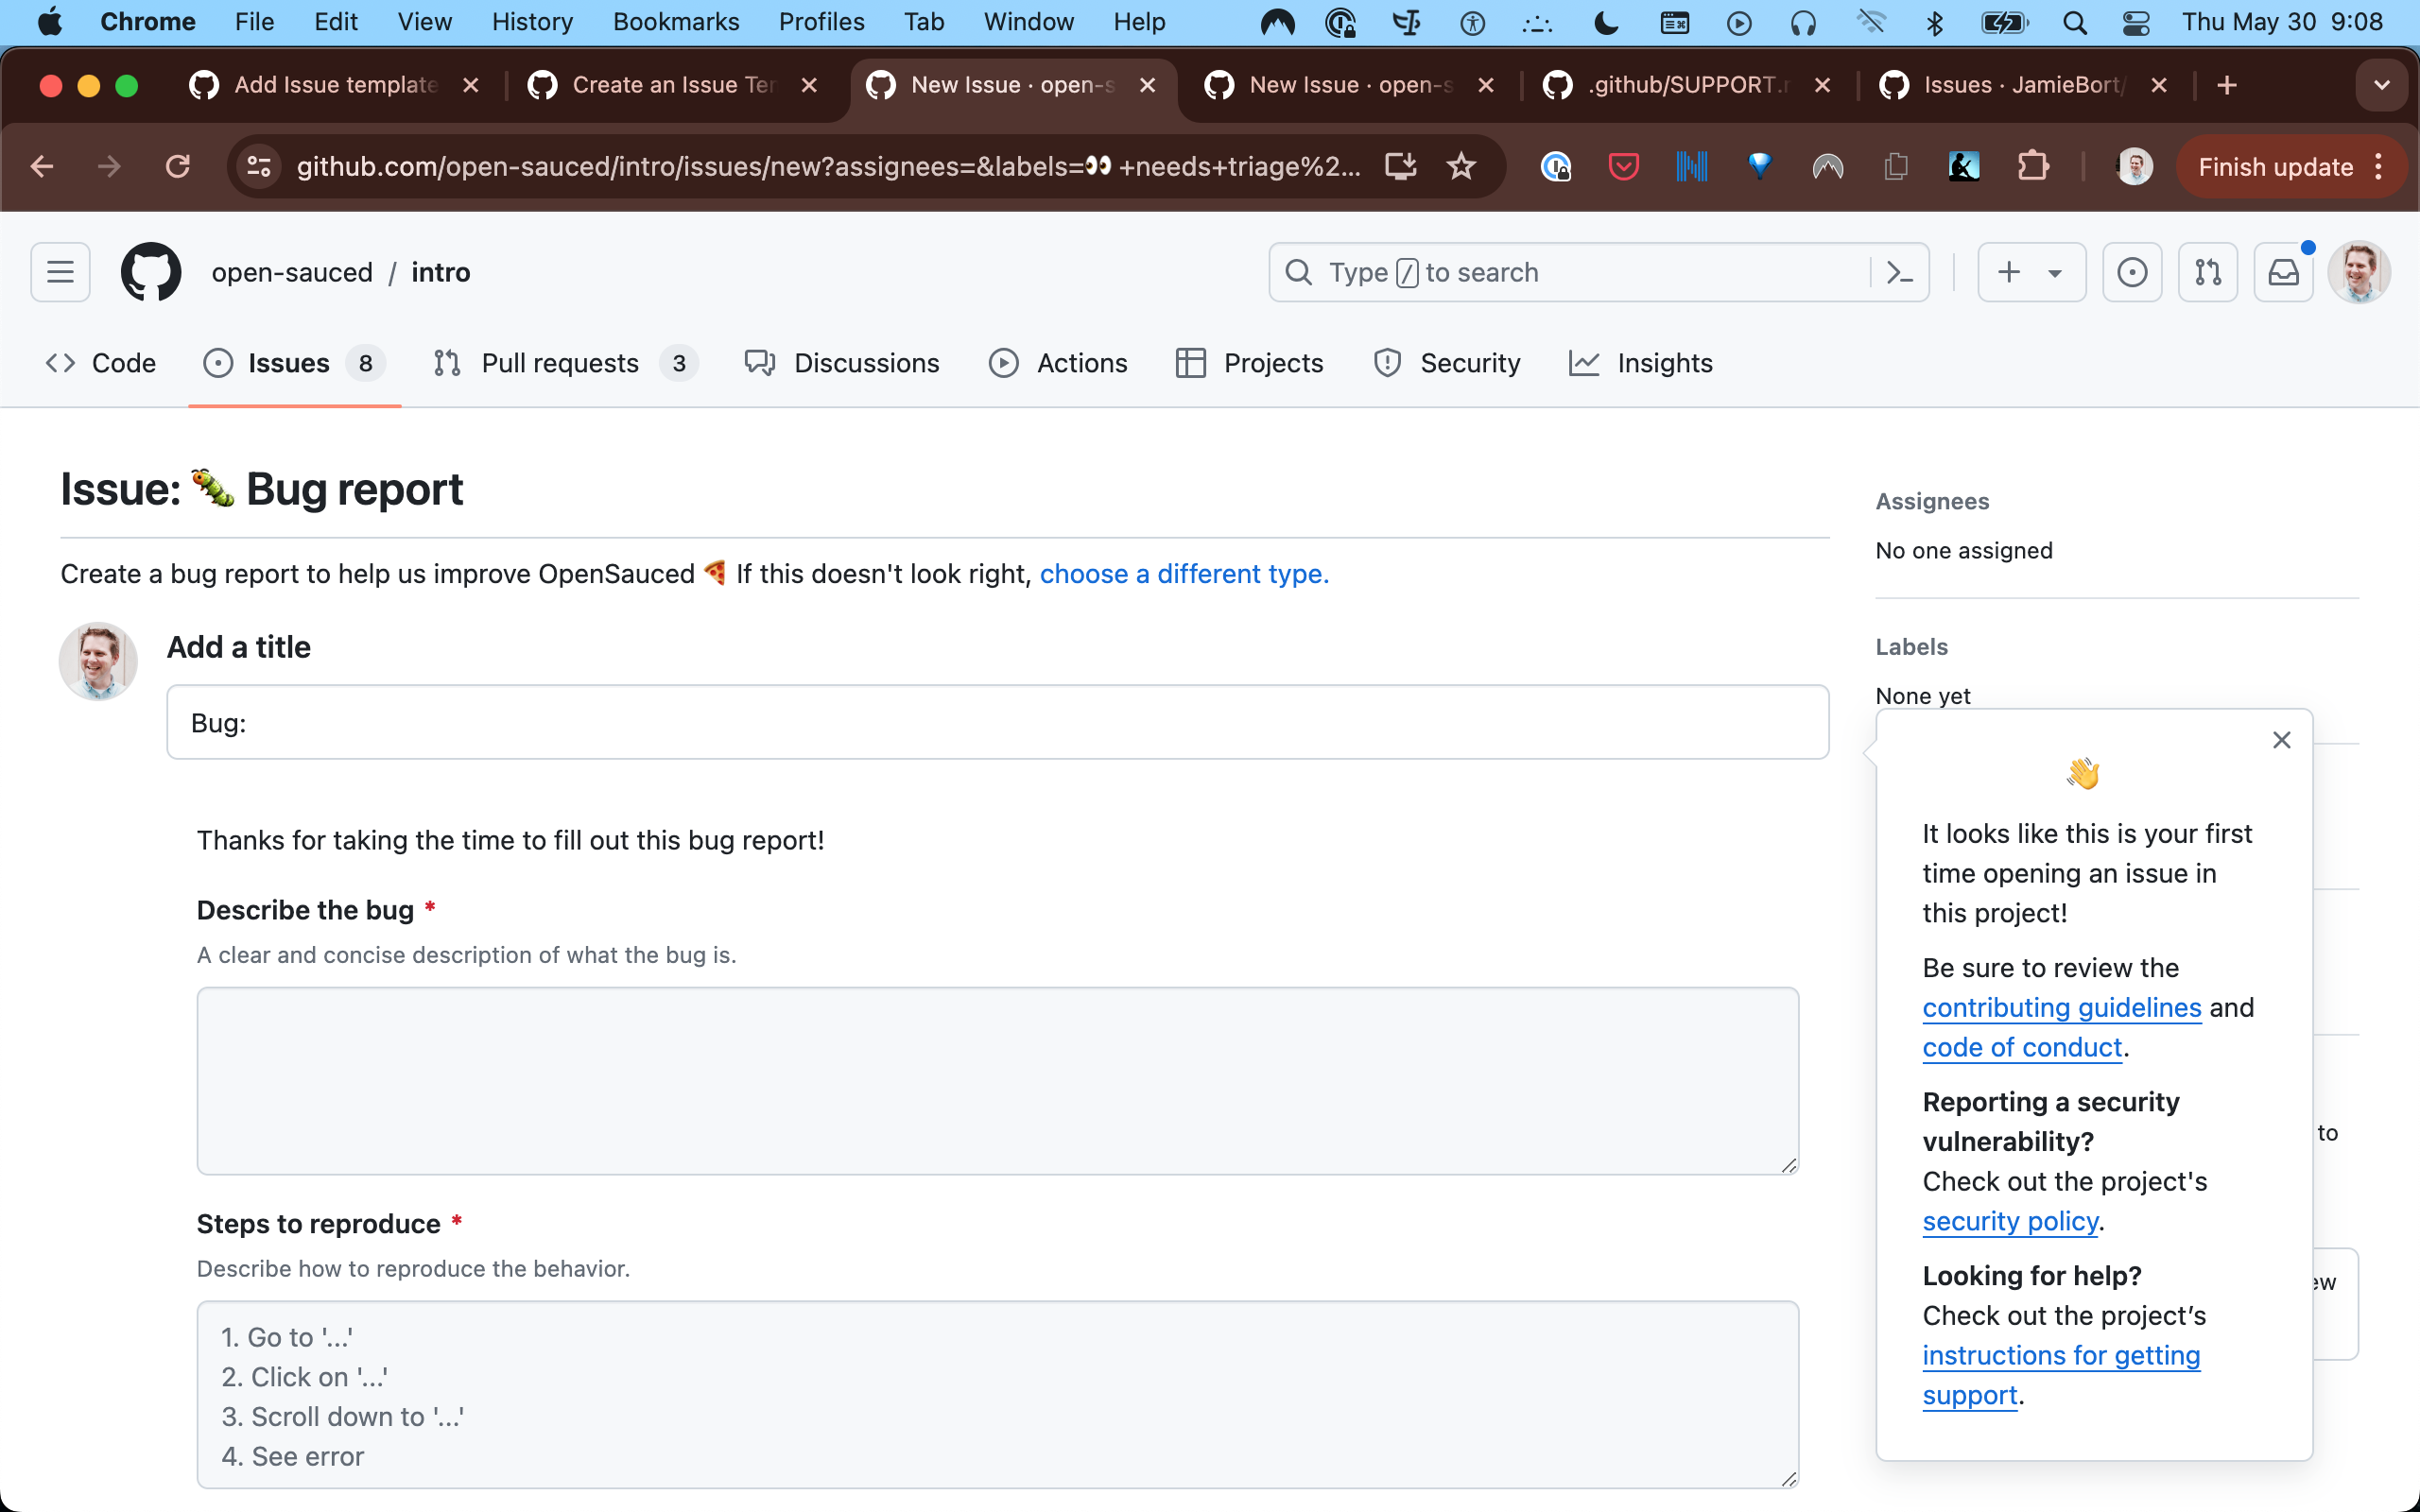 Chrome File Edit View History Bookmarks Profiles Tab Window Help Thu May 30 9:08
Add Issue template Create an Issue Ter New Issue · open-s New Issue · open-s .github/SUPPORT.r Issues · JamieBort/
github.com/open-sauced/intro/issues/new?assignees=&labels=👀+needs+triage%2... Finish update
open-sauced / intro Type / to search
Code Issues 8 Pull requests 3 Discussions Actions Projects Security Insights
Issue: 🐛 Bug report
Create a bug report to help us improve OpenSauced 🍕 If this doesn't look right, choose a different type.
Add a title
Bug:
Thanks for taking the time to fill out this bug report!
Describe the bug *
A clear and concise description of what the bug is.
Steps to reproduce *
Describe how to reproduce the behavior.
1. Go to '...'
2. Click on '...'
3. Scroll down to '...'
4. See error
Assignees
No one assigned
Labels
None yet
👋
It looks like this is your first
time opening an issue in
this project!
Be sure to review the
contributing guidelines and
code of conduct.
Reporting a security
vulnerability?
Check out the project's
security policy.
Looking for help?
Check out the project’s
instructions for getting
support.
to